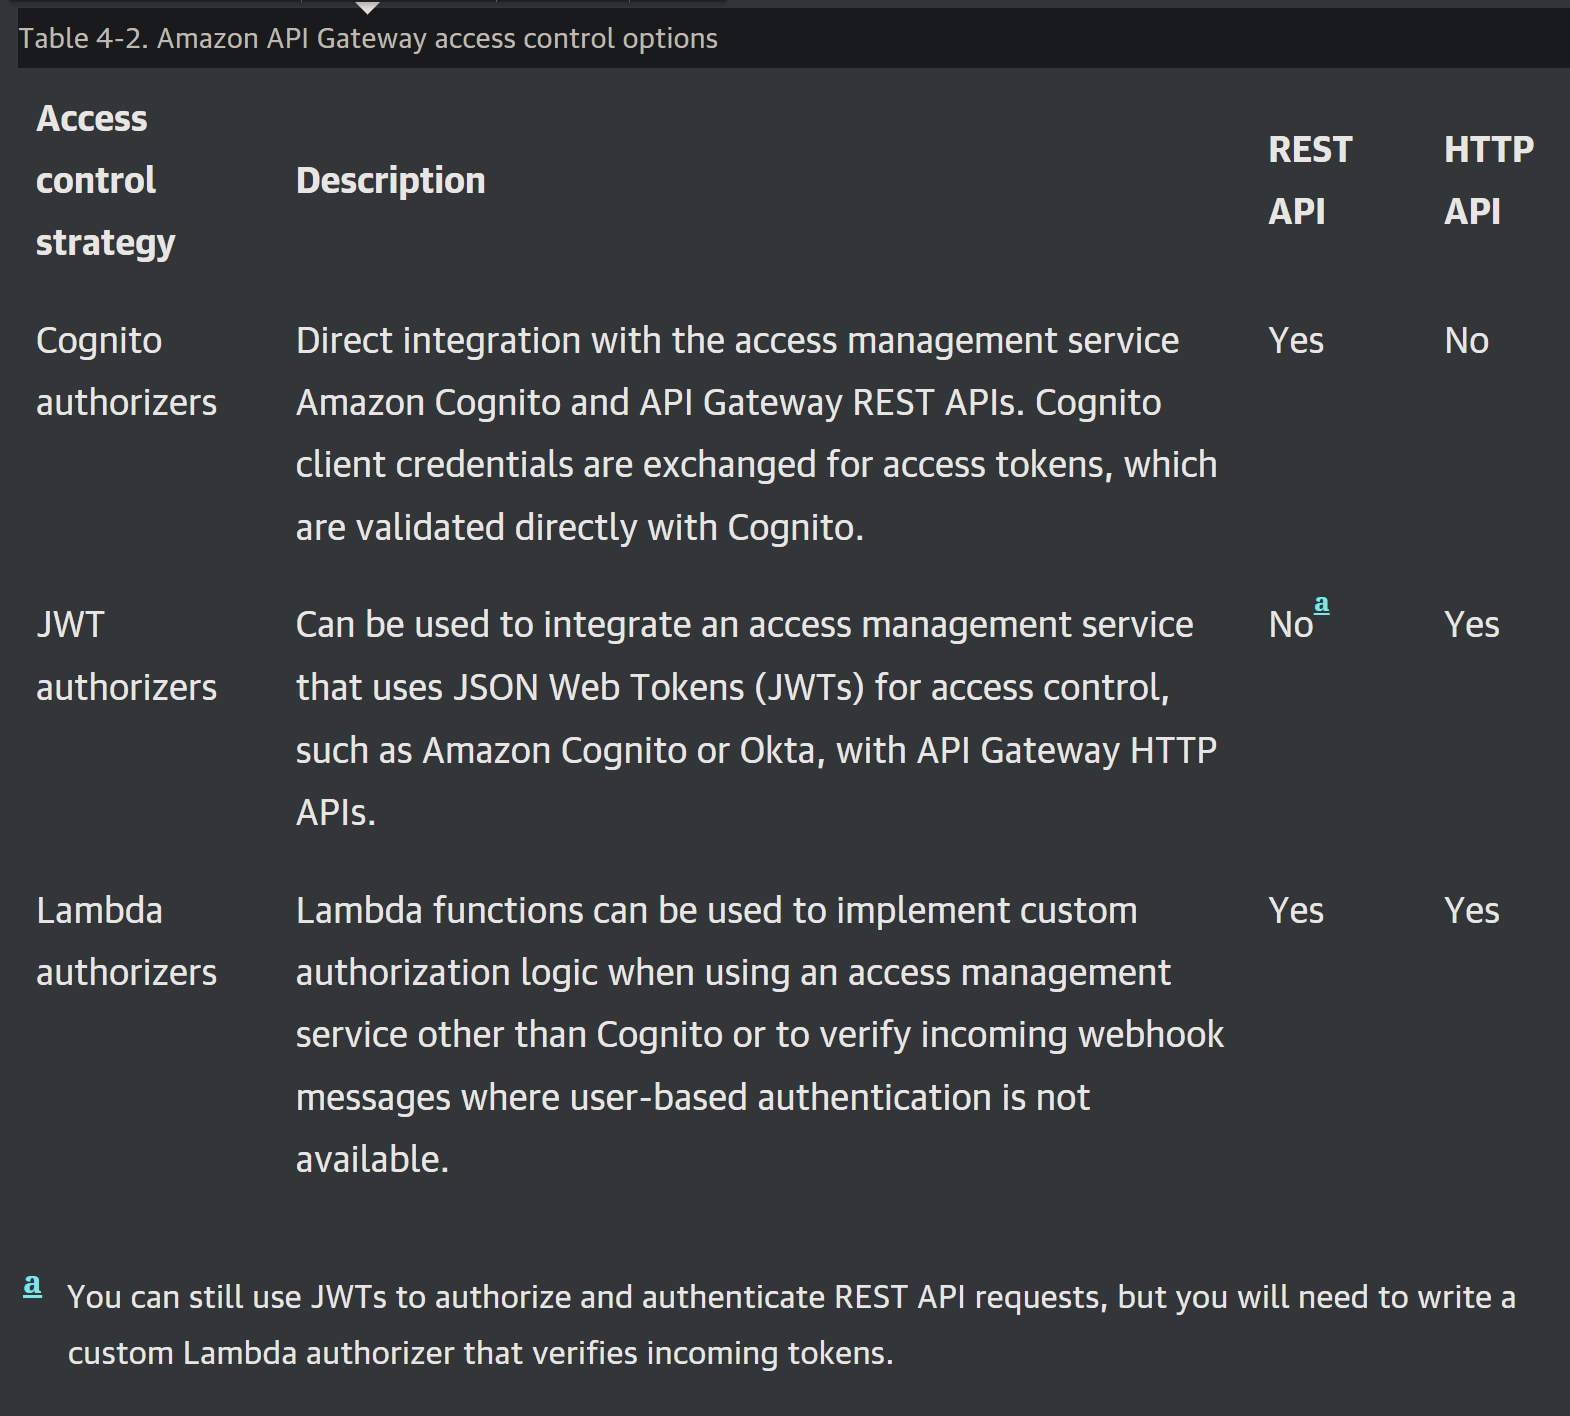 Table 4-2. Amazon API Gateway access control options
Access
control
strategy
Description
REST
API
HTTP
API
Cognito
authorizers
Direct integration with the access management service
Amazon Cognito and API Gateway REST APIs. Cognito
client credentials are exchanged for access tokens, which
are validated directly with Cognito.
Yes
No
JWT
authorizers
Can be used to integrate an access management service
that uses JSON Web Tokens (JWTs) for access control,
such as Amazon Cognito or Okta, with API Gateway HTTP
APIs.
No a
Yes
Lambda
authorizers
Lambda functions can be used to implement custom
authorization logic when using an access management
service other than Cognito or to verify incoming webhook
messages where user-based authentication is not
available.
Yes
Yes
a You can still use JWTs to authorize and authenticate REST API requests, but you will need to write a
custom Lambda authorizer that verifies incoming tokens.